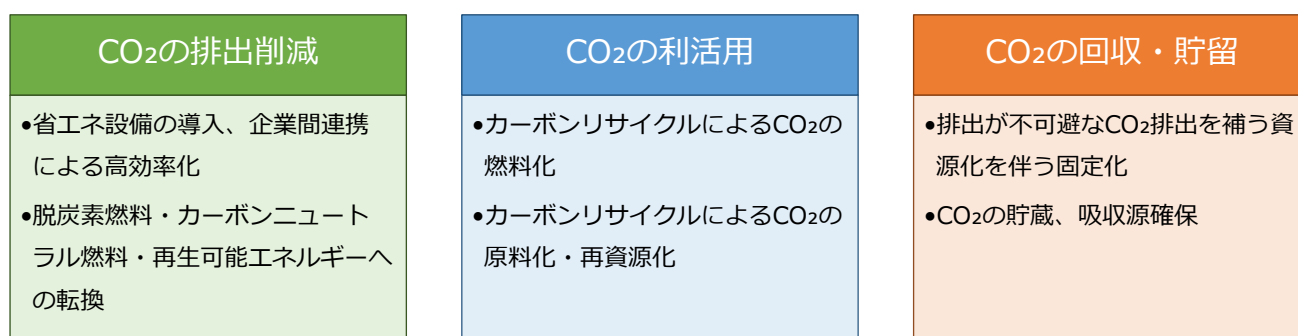 CO₂の排出削減
•省エネ設備の導入、企業間連携
による高効率化
•脱炭素燃料・カーボンニュート
ラル燃料・再生可能エネルギーへ
の転換
CO₂の利活用
•カーボンリサイクルによるCO₂の
燃料化
•カーボンリサイクルによるCO₂の
原料化・再資源化
CO₂の回収・貯留
•排出が不可避なCO₂排出を補う資
源化を伴う固定化
•CO₂の貯蔵、吸収源確保